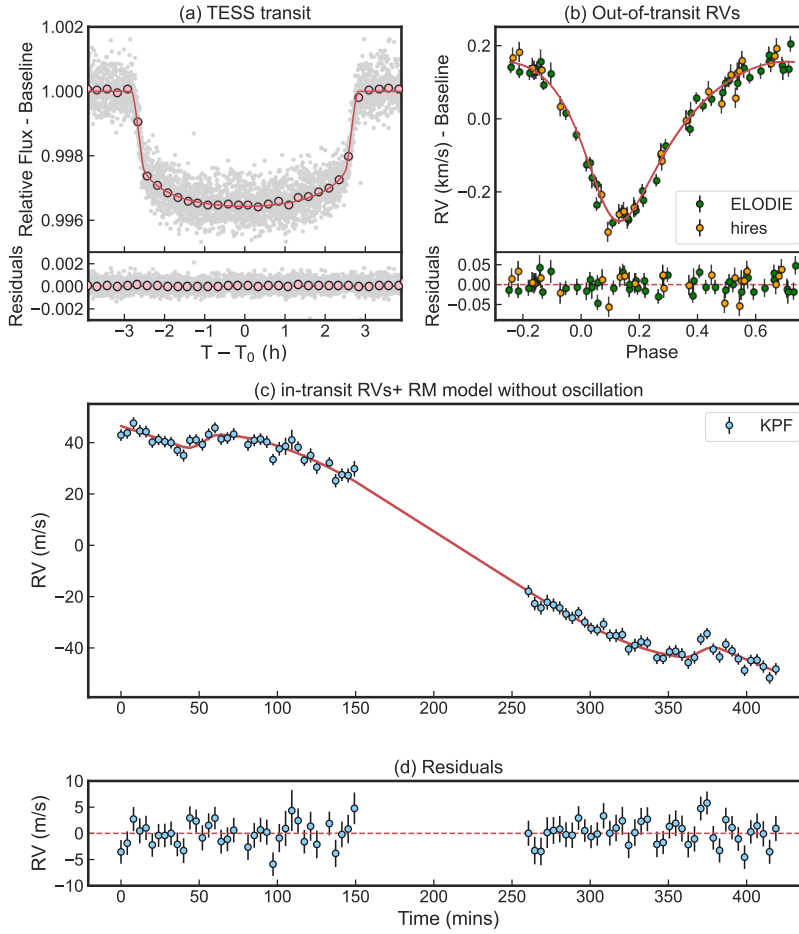 (a) TESS transit
1.002
1.000
0.998
0.996
Relative Flux - Baseline
0.002
0.000
−0.002
Residuals
−3 −2 −1 0 1 2 3
T − T0 (h)
(b) Out-of-transit RVs
0.2
0.0
−0.2
RV (km/s) - Baseline
ELODIE
hires
0.05
0.00
−0.05
Residuals
−0.2 0.0 0.2 0.4 0.6
Phase
(c) in-transit RVs+ RM model without oscillation
KPF
40
20
0
−20
−40
RV (m/s)
0 50 100 150 200 250 300 350 400
(d) Residuals
10
5
0
−5
−10
RV (m/s)
0 50 100 150 200 250 300 350 400
Time (mins)